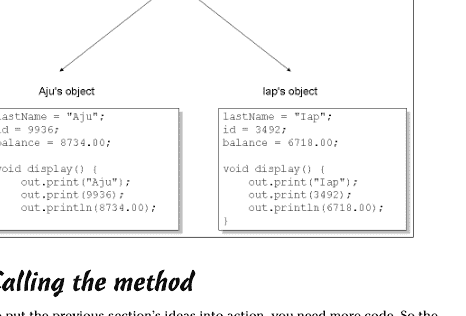 Aju's object
lastName = "Aju";
id = 9936;
balance = 8734.00;
void display() {
out.print("Aju");
out.print(9936);
out.println(8734.00);
Iap's object
lastName = "Iap";
id = 3492;
balance = 6718.00;
void display() {
out.print("Iap");
out.print(3492);
out.println(6718.00);
}
Calling the method
put the previous section's ideas into action, you need more code. So the